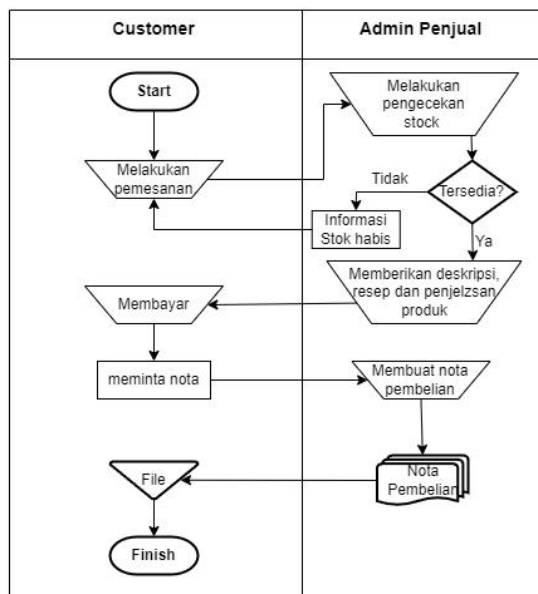 Customer
Admin Penjual
Start
Melakukan
pengecekan
stock
Melakukan
pemesanan
Tidak
Tersedia?
Informasi
Stok habis
Ya
Memberikan deskripsi,
resep dan penjelzsan
produk
Membayar
meminta nota
Membuat nota
pembelian
File
Nota
Pembelian
Finish